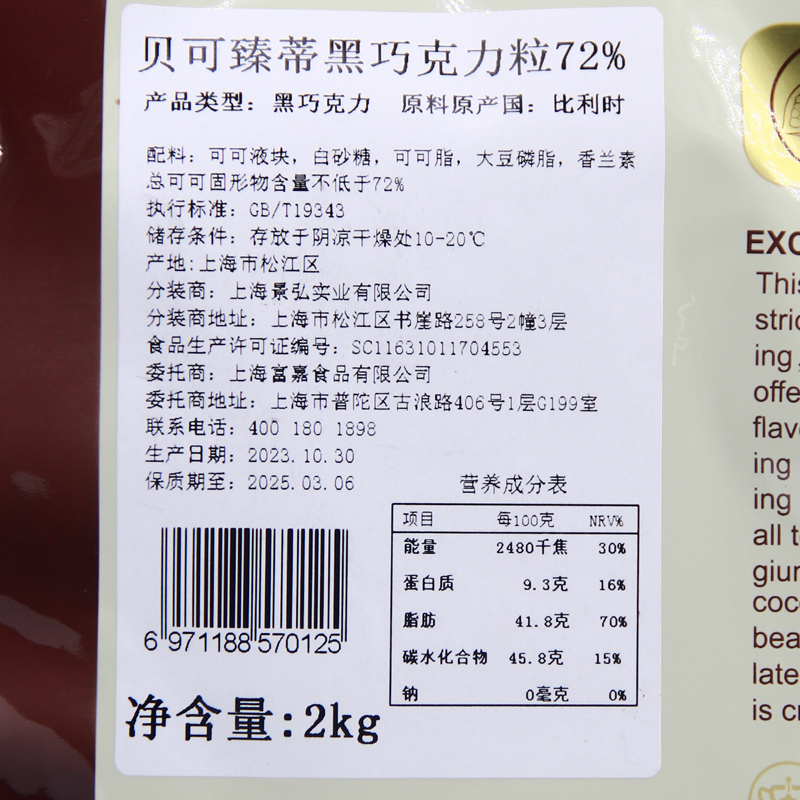 贝可臻蒂黑巧克力粒72%
产品类型：黑巧克力 原料原产国：比利时
配料：可可液块，白砂糖，可可脂，大豆磷脂，香兰素
总可可固形物含量不低于72%
执行标准：GB/T19343
储存条件：存放于阴凉干燥处10-20℃
产地:上海市松江区
分装商：上海景弘实业有限公司
分装商地址：上海市松江区书崖路258号2幢3层
食品生产许可证编号：SC11631011704553
委托商：上海富嘉食品有限公司
委托商地址：上海市普陀区古浪路406号1层G199室
联系电话：400 180 1898
生产日期：2023.10.30
保质期至：2025.03.06
营养成分表
项目 每100克 NRV%
能量 2480千焦 30%
蛋白质 9.3克 16%
脂肪 41.8克 70%
碳水化合物 45.8克 15%
钠 0毫克 0%
6 971188 570125
净含量:2kg
EXC
This
stric
ing,
offe
flav
ing
ing
all t
giun
coc
bea
late
is cr